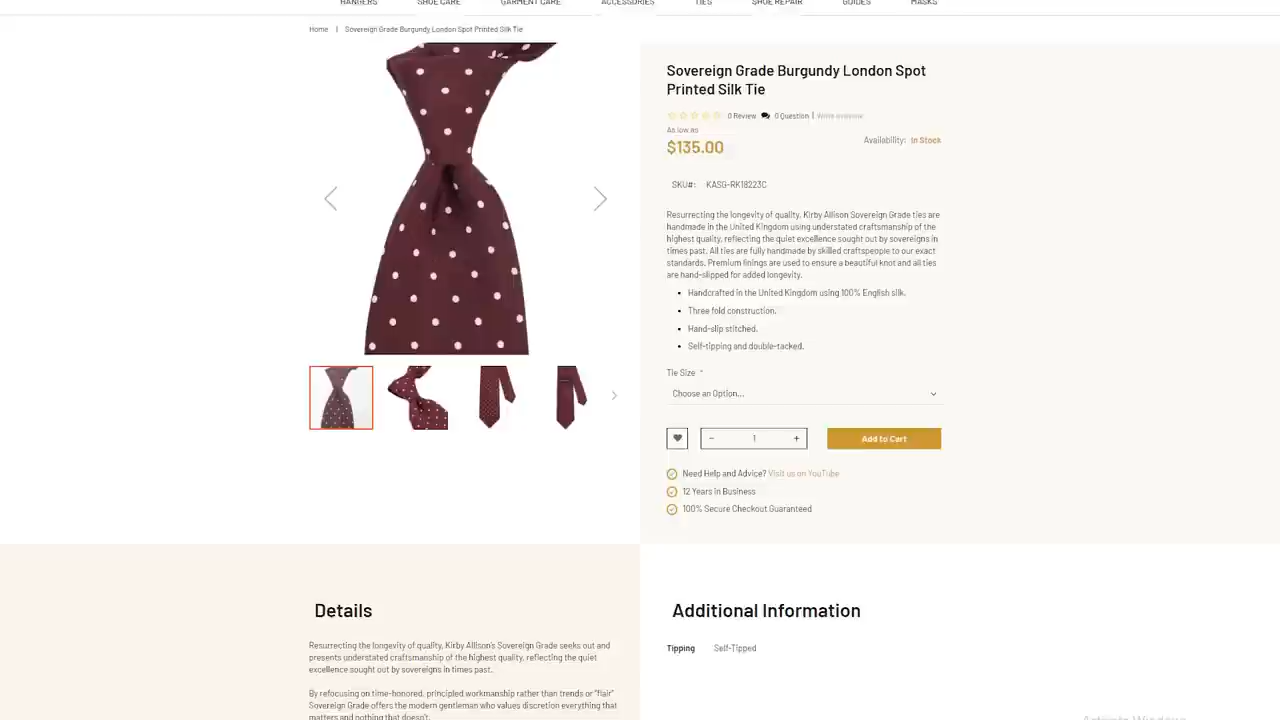 HANGERS SHOE CARE GARMENT CARE ACCESSORIES TIES SHOE REPAIR GUIDES MASKS
Home | Sovereign Grade Burgundy London Spot Printed Silk Tie
Sovereign Grade Burgundy London Spot
Printed Silk Tie
0 Review 0 Question | Write a review
As low as
$135.00
Availability: In Stock
SKU#: KASG-RK18223C
Resurrecting the longevity of quality, Kirby Allison Sovereign Grade ties are
handmade in the United Kingdom using understated craftsmanship of the
highest quality, reflecting the quiet excellence sought out by sovereigns in
times past. All ties are fully handmade by skilled craftspeople to our exact
standards. Premium finings are used to ensure a beautiful knot and all ties
are hand-slipped for added longevity.
• Handcrafted in the United Kingdom using 100% English silk.
• Three fold construction.
• Hand-slip stitched.
• Self-tipping and double-tacked.
Tie Size *
Choose an Option...
− 1 + Add to Cart
Need Help and Advice? Visit us on YouTube
12 Years in Business
100% Secure Checkout Guaranteed
Details
Resurrecting the longevity of quality, Kirby Allison's Sovereign Grade seeks out and
presents understated craftsmanship of the highest quality, reflecting the quiet
excellence sought out by sovereigns in times past.
By refocusing on time-honored, principled workmanship rather than trends or "flair"
Sovereign Grade offers the modern gentleman who values discretion everything that
matters and nothing that doesn't.
Additional Information
Tipping Self-Tipped
Activate Windows